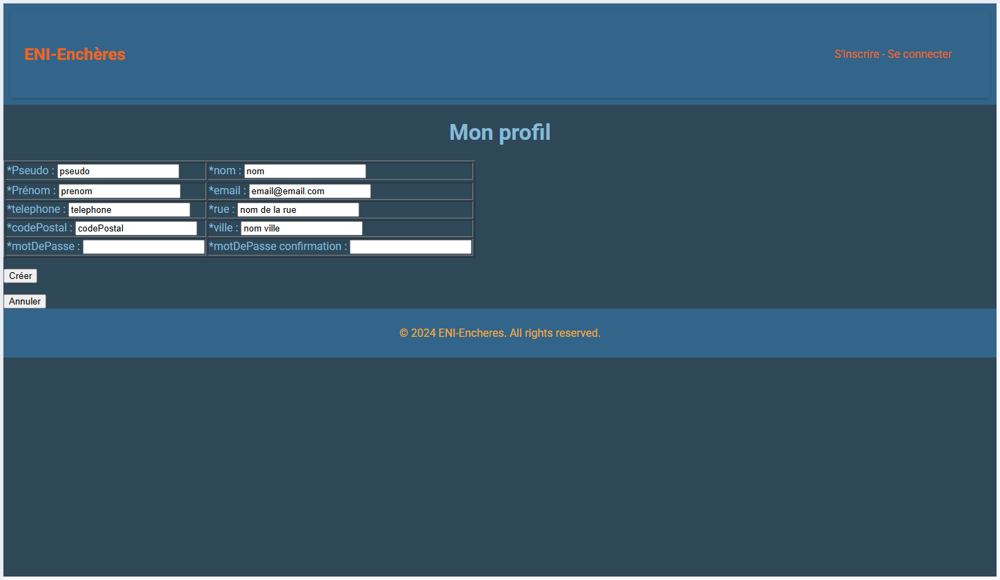 ENI-Enchères
S'inscrire - Se connecter
Mon profil
*Pseudo : pseudo *nom : nom
*Prénom : prenom *email : email@email.com
*telephone : telephone *rue : nom de la rue
*codePostal : codePostal *ville : nom ville
*motDePasse : *motDePasse confirmation :
Créer
Annuler
© 2024 ENI-Encheres. All rights reserved.